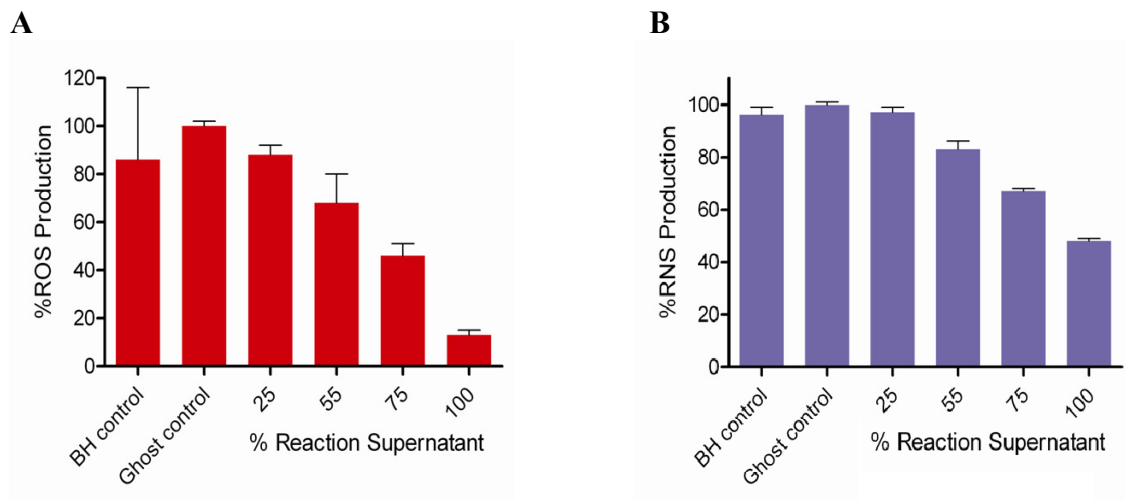 A
%ROS Production
120
100
80
60
40
20
0
BH control
Ghost control
25
55
75
100
% Reaction Supernatant
B
%RNS Production
100
80
60
40
20
0
BH control
Ghost control
25
55
75
100
% Reaction Supernatant